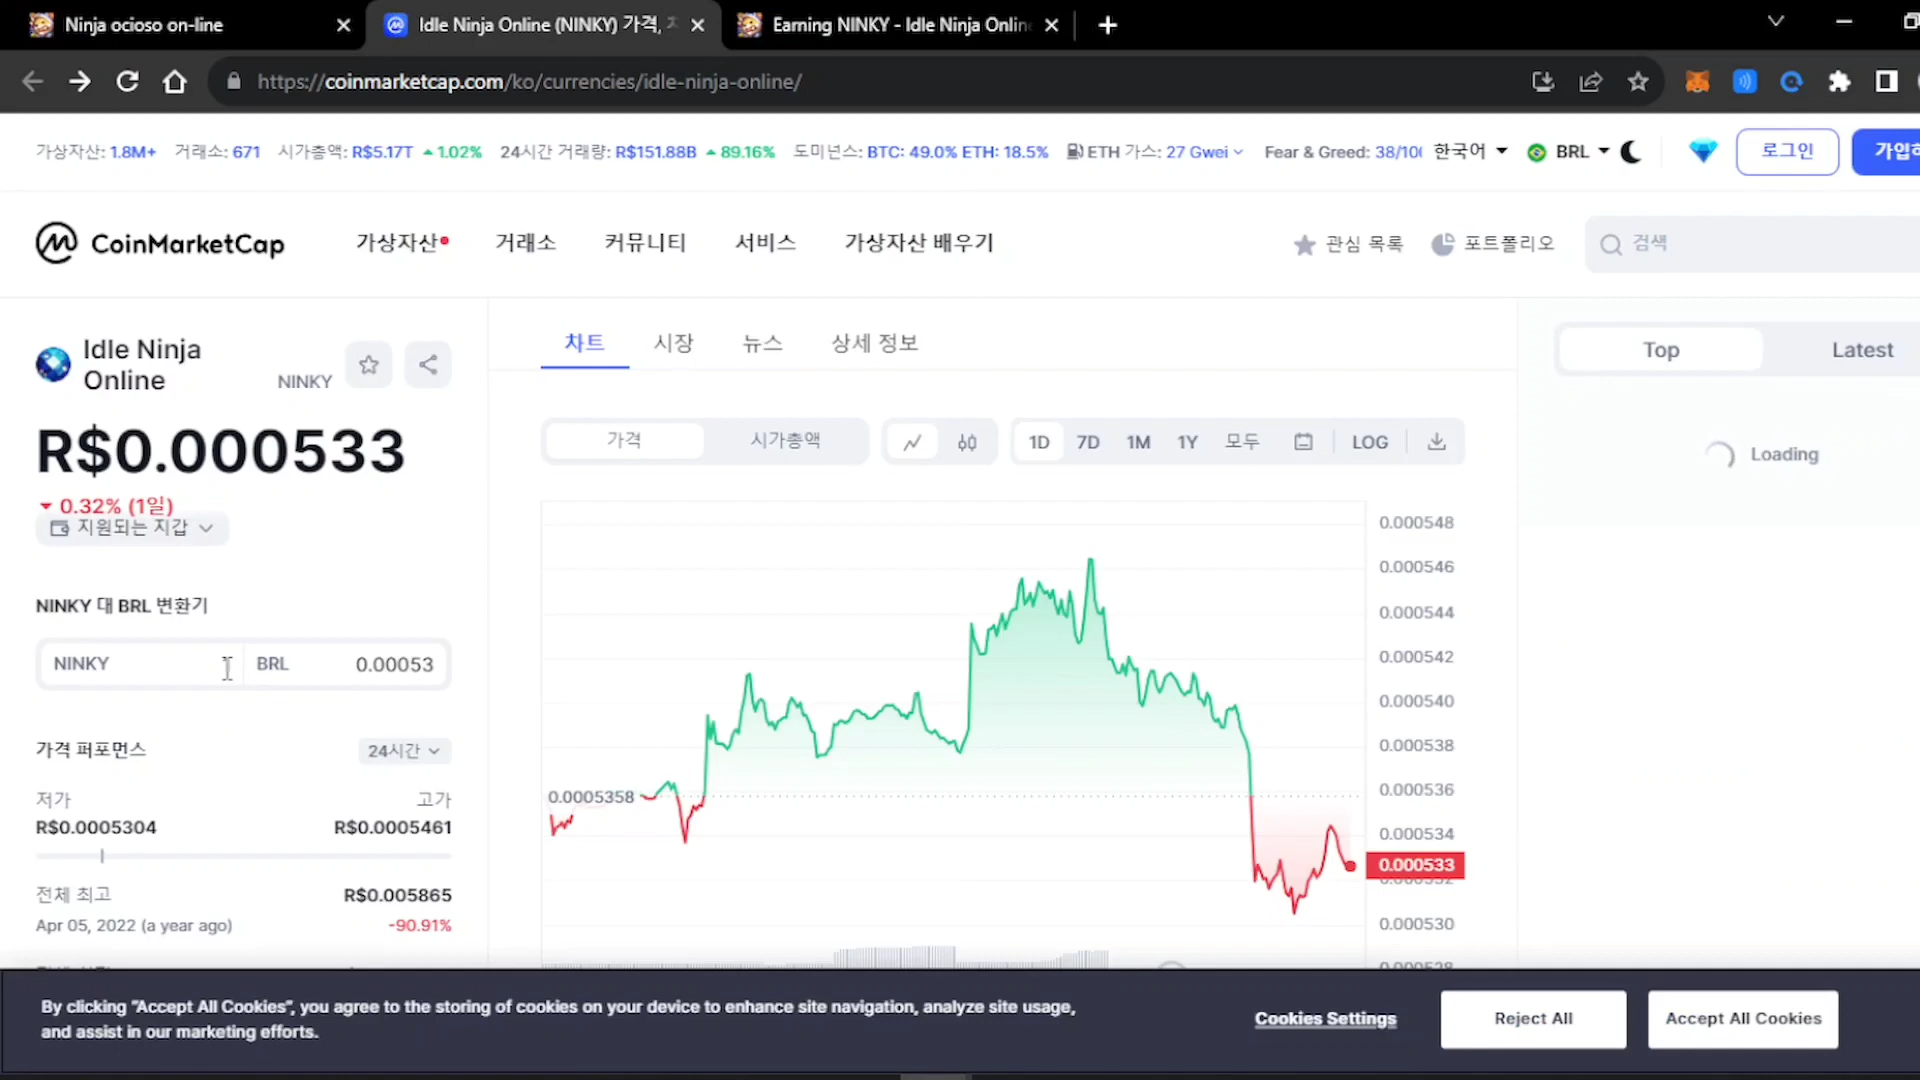 Ninja ocioso on-line
Idle Ninja Online (NINKY) 가격,
Earning NINKY - Idle Ninja Onlin
https://coinmarketcap.com/ko/currencies/idle-ninja-online/
가상자산: 1.8M+ 거래소: 671 시가총액: R$5.17T 1.02% 24시간 거래량: R$151.88B 89.16% 도미넌스: BTC: 49.0% ETH: 18.5% ETH 가스: 27 Gwei Fear & Greed: 38/100 한국어 BRL 로그인 가입하
CoinMarketCap 가상자산 거래소 커뮤니티 서비스 가상자산 배우기 관심 목록 포트폴리오 검색
Idle Ninja
Online NINKY
R$0.000533
0.32% (1일)
지원되는 지갑
NINKY 대 BRL 변환기
NINKY BRL 0.00053
가격 퍼포먼스 24시간
저가 고가
R$0.0005304 R$0.0005461
전체 최고 R$0.005865
Apr 05, 2022 (a year ago) -90.91%
차트 시장 뉴스 상세 정보
가격 시가총액 1D 7D 1M 1Y 모두 LOG
0.000548
0.000546
0.000544
0.000542
0.000540
0.000538
0.0005358
0.000536
0.000534
0.000533
0.000532
0.000530
0.000528
Top Latest
Loading
By clicking "Accept All Cookies", you agree to the storing of cookies on your device to enhance site navigation, analyze site usage,
and assist in our marketing efforts.
Cookies Settings Reject All Accept All Cookies